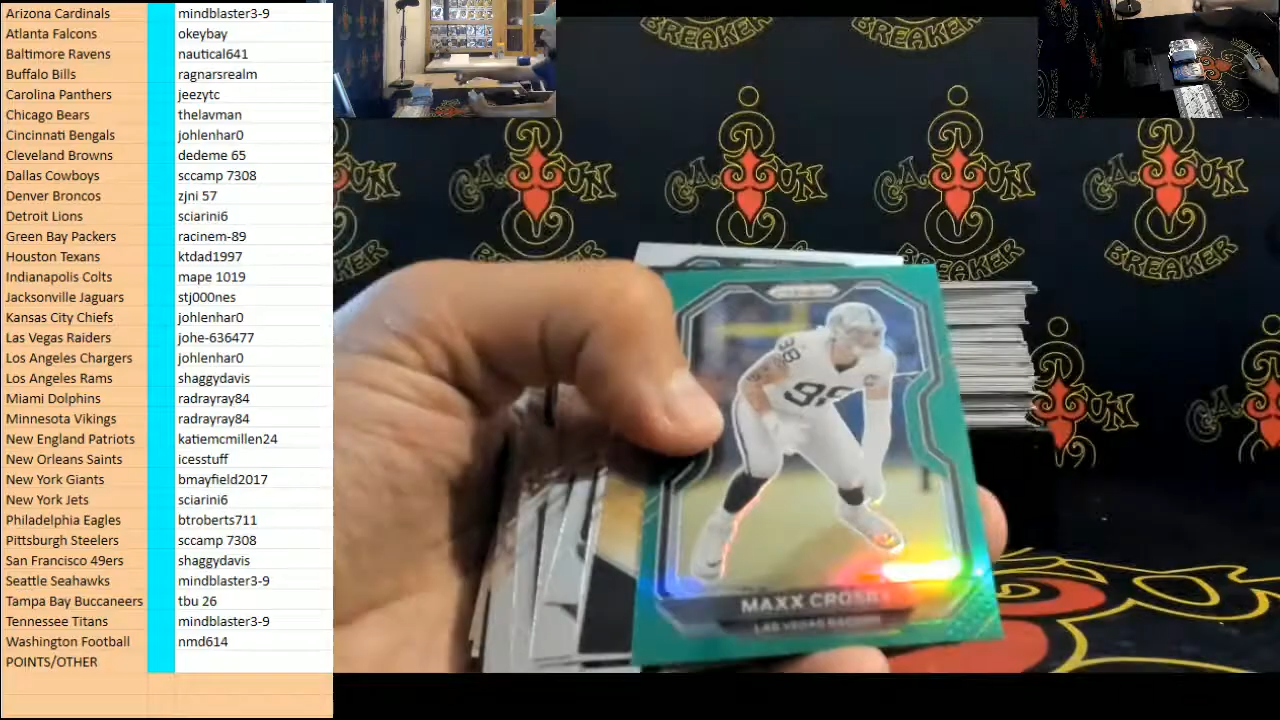 Arizona Cardinals mindblaster3-9
Atlanta Falcons okeybay
Baltimore Ravens nautical641
Buffalo Bills ragnarsrealm
Carolina Panthers jeezytc
Chicago Bears thelavman
Cincinnati Bengals johlenhar0
Cleveland Browns dedeme 65
Dallas Cowboys sccamp 7308
Denver Broncos zjni 57
Detroit Lions sciarini6
Green Bay Packers racinem-89
Houston Texans ktdad1997
Indianapolis Colts mape 1019
Jacksonville Jaguars stj000nes
Kansas City Chiefs johlenhar0
Las Vegas Raiders johe-636477
Los Angeles Chargers johlenhar0
Los Angeles Rams shaggydavis
Miami Dolphins radrayray84
Minnesota Vikings radrayray84
New England Patriots katiemcmillen24
New Orleans Saints icesstuff
New York Giants bmayfield2017
New York Jets sciarini6
Philadelphia Eagles btroberts711
Pittsburgh Steelers sccamp 7308
San Francisco 49ers shaggydavis
Seattle Seahawks mindblaster3-9
Tampa Bay Buccaneers tbu 26
Tennessee Titans mindblaster3-9
Washington Football nmd614
POINTS/OTHER
BREAKER
BREAKER
CAJUN
BREAKER
CAJUN
BREAKER
CAJUN
BREAKER
MAXX CROSBY
LAS VEGAS RAIDERS